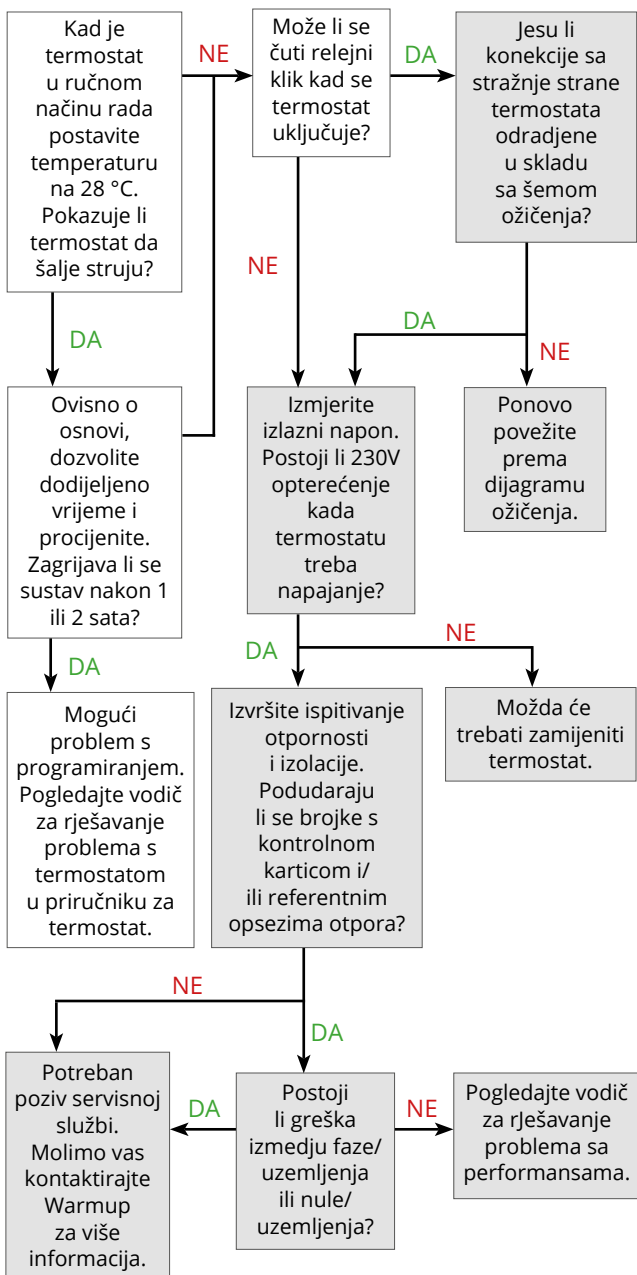 Kad je
termostat
u ručnom
načinu rada
postavite
temperaturu
na 28 °C.
Pokazuje li
termostat da
šalje struju?
NE
Može li se
čuti relejni
klik kad se
termostat
uključuje?
DA
Jesu li
konekcije sa
stražnje strane
termostata
odradjene
u skladu
sa šemom
ožičenja?
NE
DA
DA
NE
Ovisno o
osnovi,
dozvolite
dodijeljeno
vrijeme i
procijenite.
Zagrijava li se
sustav nakon 1
ili 2 sata?
Izmjerite
izlazni napon.
Postoji li 230V
opterećenje
kada
termostatu
treba
napajanje?
Ponovo
povežite
prema
dijagramu
ožičenja.
DA
DA
NE
Mogući
problem s
programiranjem.
Pogledajte vodič
za rješavanje
problema s
termostatom
u priručniku za
termostat.
Izvršite ispitivanje
otpornosti
i izolacije.
Podudaraju
li se brojke s
kontrolnom
karticom i/
ili referentnim
opsezima otpora?
Možda će
trebati zamijeniti
termostat.
NE
DA
Potreban
poziv servisnoj
službi.
Molimo vas
kontaktirajte
Warmup
za više
informacija.
DA
Postoji
li greška
izmedju faze/
uzemljenja
ili nule/
uzemljenja?
NE
Pogledajte vodič
za rJešavanje
problema sa
performansama.